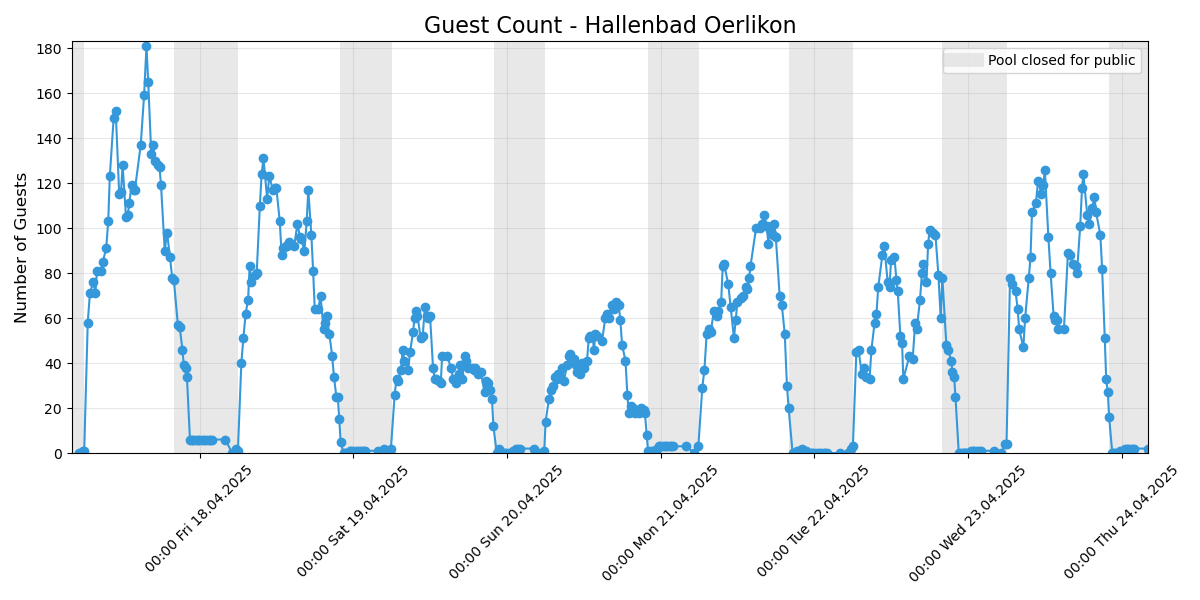 Guest Count - Hallenbad Oerlikon
Pool closed for public
Number of Guests
180
160
140
120
100
80
60
40
20
0
00:00 Fri 18.04.2025
00:00 Sat 19.04.2025
00:00 Sun 20.04.2025
00:00 Mon 21.04.2025
00:00 Tue 22.04.2025
00:00 Wed 23.04.2025
00:00 Thu 24.04.2025